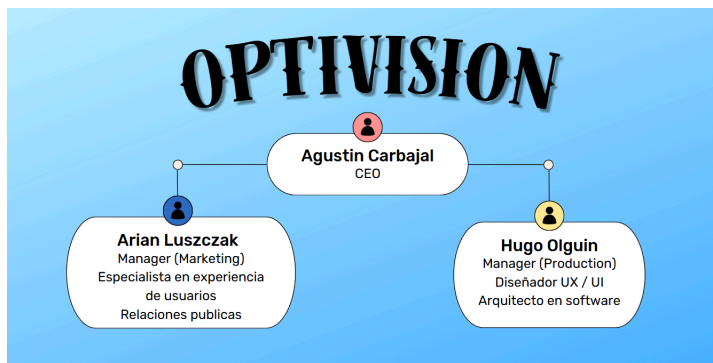 OPTIVISION
Agustin Carbajal
CEO
Arian Luszczak
Manager (Marketing)
Especialista en experiencia
de usuarios
Relaciones publicas
Hugo Olguin
Manager (Production)
Diseñador UX / UI
Arquitecto en software